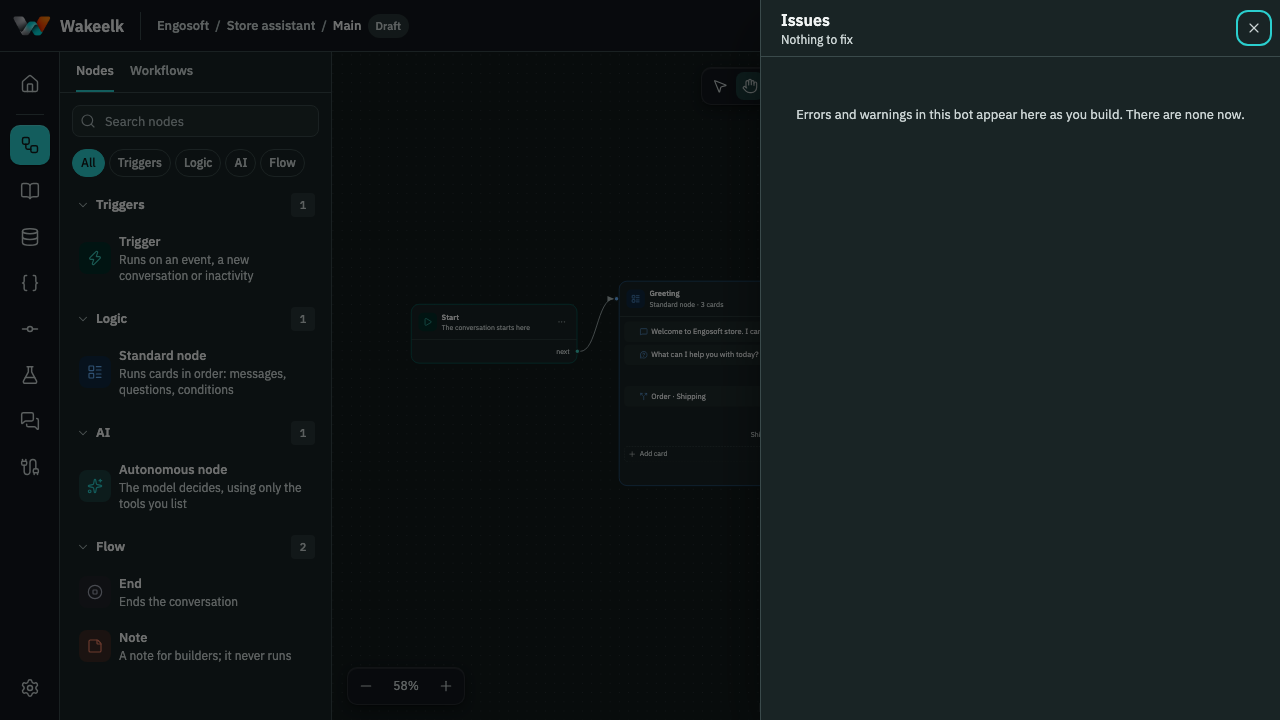 Wakeelk
Engosoft / Store assistant / Main Draft
Issues
Nothing to fix
Errors and warnings in this bot appear here as you build. There are none now.
Nodes Workflows
Search nodes
All Triggers Logic AI Flow
Triggers 1
Trigger
Runs on an event, a new
conversation or inactivity
Logic 1
Standard node
Runs cards in order: messages,
questions, conditions
AI 1
Autonomous node
The model decides, using only the
tools you list
Flow 2
End
Ends the conversation
Note
A note for builders; it never runs
Start
The conversation starts here
next
Greeting
Standard node · 3 cards
Welcome to Engosoft store. I can
What can I help you with today?
Order · Shipping
Shi
Add card
58%